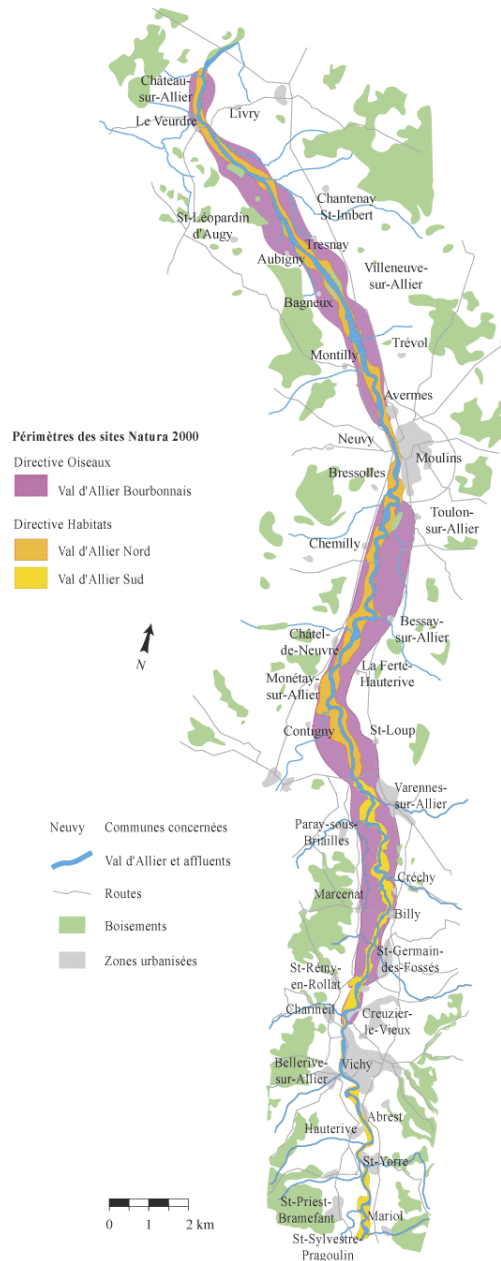 Château-
sur-Allier
Livry
Le Veurdre
Chantenay
St-Imbert
St-Léopardin
d'Augy
Tresnay
Aubigny
Villeneuve-
sur-Allier
Bagneux
Trévol
Montilly
Avermes
Neuvy
Moulins
Bressolles
Périmètres des sites Natura 2000
Directive Oiseaux
Val d'Allier Bourbonnais
Directive Habitats
Val d'Allier Nord
Val d'Allier Sud
Toulon-
sur-Allier
Chemilly
Bessay-
sur-Allier
Châtel-
de-Neuvre
N
La Ferté-
Hauterive
Monétay-
sur-Allier
Contigny
St-Loup
Varennes-
sur-Allier
Neuvy Communes concernées
Val d'Allier et affluents
Routes
Boisements
Zones urbanisées
Paray-sous-
Briailles
Créchy
Marcenat
Billy
St-Germain-
des-Fossés
St-Rémy-
en-Rollat
Charmeil
Creuzier-
le-Vieux
Bellerive-
sur-Allier
Vichy
Abrest
Hauterive
St-Yorre
St-Priest-
Bramefant
Mariol
St-Sylvestre-
Pragoulin
0 1 2 km